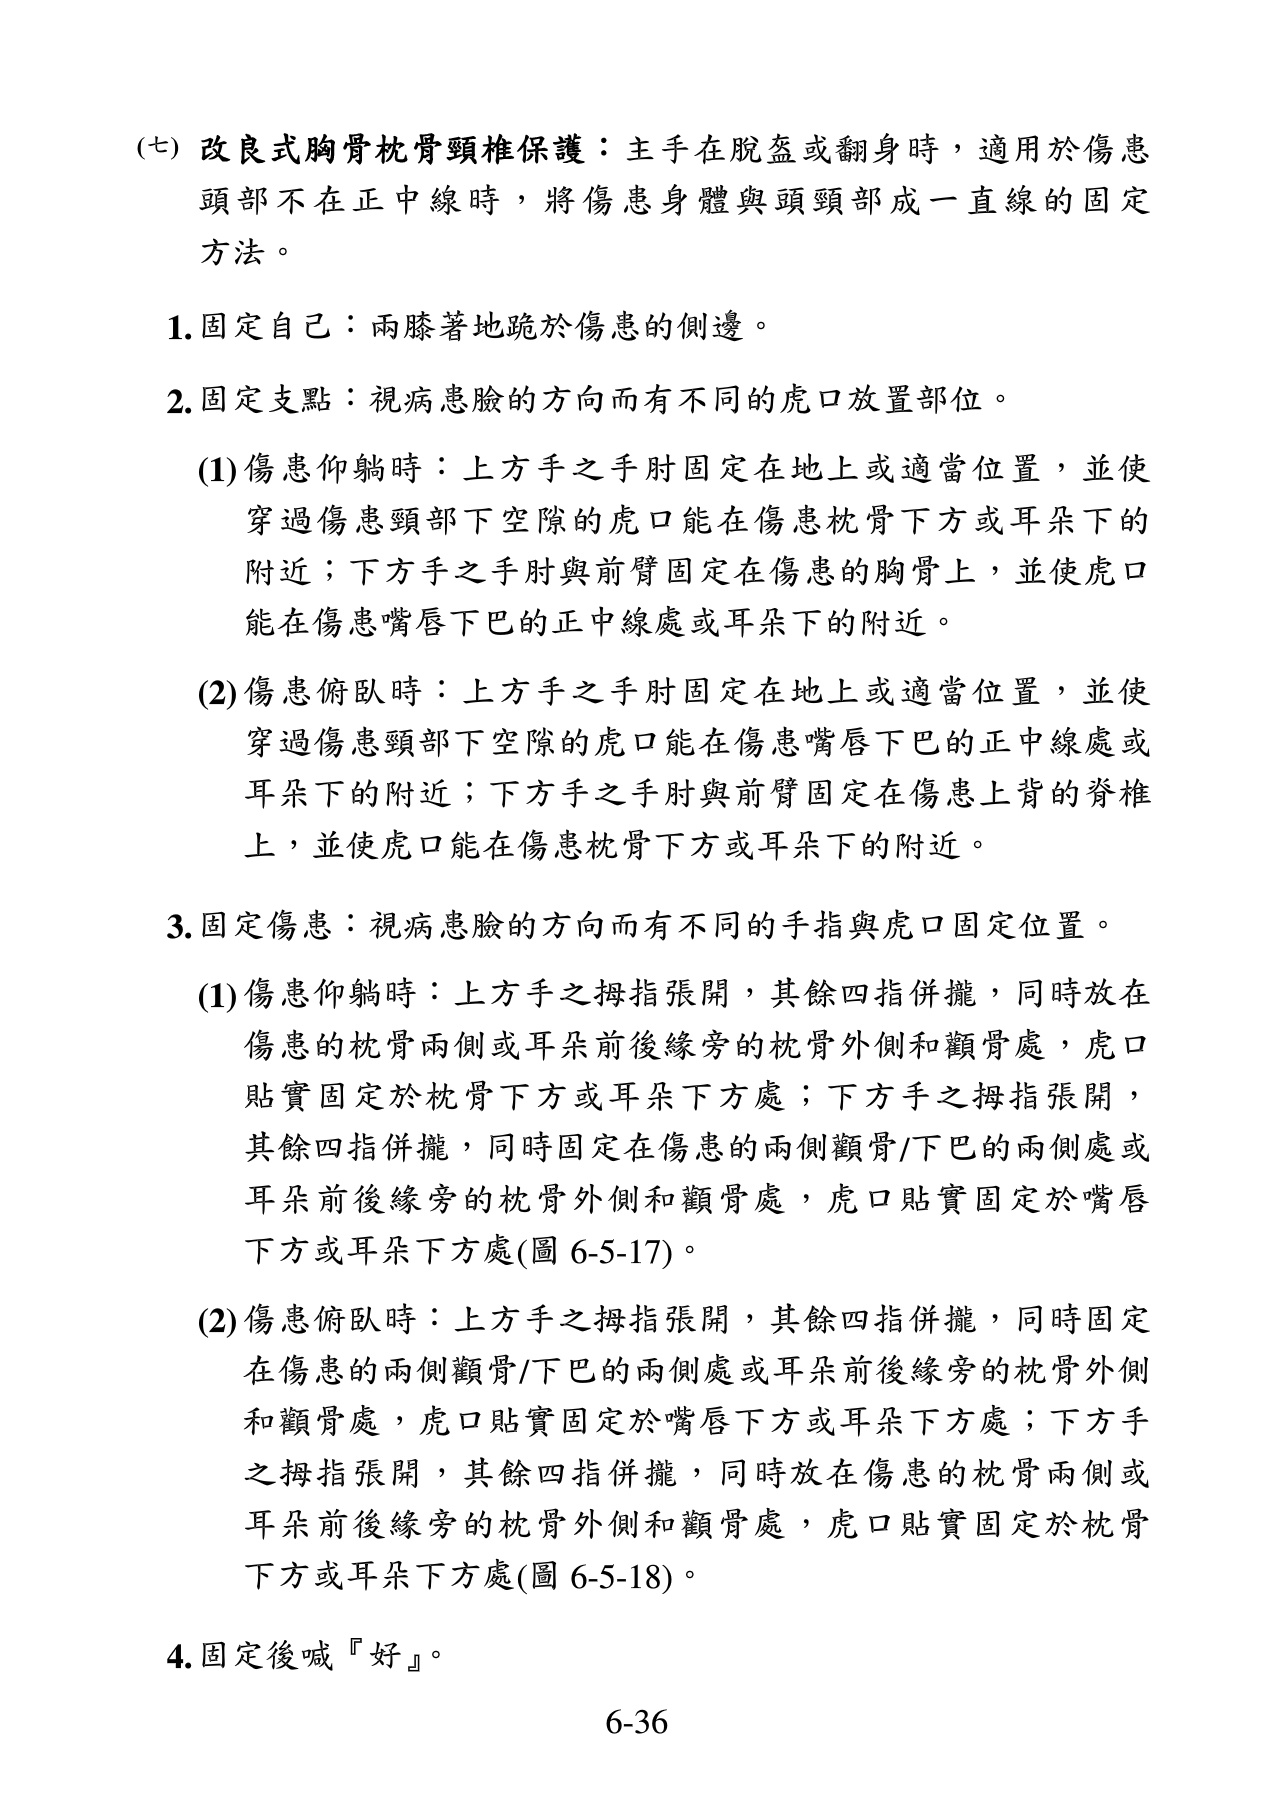 (七) 改良式胸骨枕骨頸椎保護：主手在脫盔或翻身時，適用於傷患
頭部不在正中線時，將傷患身體與頭頸部成一直線的固定
方法。
1. 固定自己：兩膝著地跪於傷患的側邊。
2. 固定支點：視病患臉的方向而有不同的虎口放置部位。
(1) 傷患仰躺時：上方手之手肘固定在地上或適當位置，並使
穿過傷患頸部下空隙的虎口能在傷患枕骨下方或耳朵下的
附近；下方手之手肘與前臂固定在傷患的胸骨上，並使虎口
能在傷患嘴唇下巴的正中線處或耳朵下的附近。
(2) 傷患俯臥時：上方手之手肘固定在地上或適當位置，並使
穿過傷患頸部下空隙的虎口能在傷患嘴唇下巴的正中線處或
耳朵下的附近；下方手之手肘與前臂固定在傷患上背的脊椎
上，並使虎口能在傷患枕骨下方或耳朵下的附近。
3. 固定傷患：視病患臉的方向而有不同的手指與虎口固定位置。
(1) 傷患仰躺時：上方手之拇指張開，其餘四指併攏，同時放在
傷患的枕骨兩側或耳朵前後緣旁的枕骨外側和顴骨處，虎口
貼實固定於枕骨下方或耳朵下方處；下方手之拇指張開，
其餘四指併攏，同時固定在傷患的兩側顴骨/下巴的兩側處或
耳朵前後緣旁的枕骨外側和顴骨處，虎口貼實固定於嘴唇
下方或耳朵下方處(圖 6-5-17)。
(2) 傷患俯臥時：上方手之拇指張開，其餘四指併攏，同時固定
在傷患的兩側顴骨/下巴的兩側處或耳朵前後緣旁的枕骨外側
和顴骨處，虎口貼實固定於嘴唇下方或耳朵下方處；下方手
之拇指張開，其餘四指併攏，同時放在傷患的枕骨兩側或
耳朵前後緣旁的枕骨外側和顴骨處，虎口貼實固定於枕骨
下方或耳朵下方處(圖 6-5-18)。
4. 固定後喊『好』。
6-36